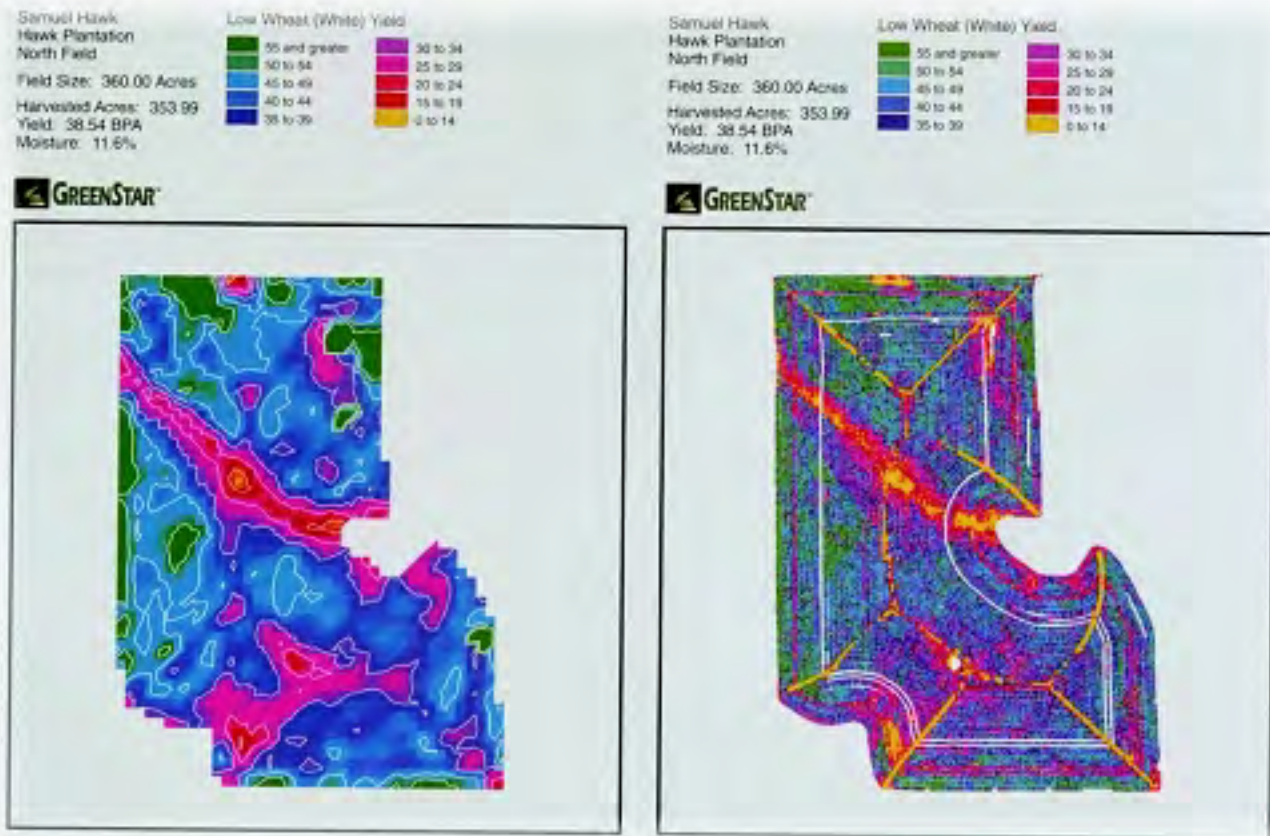 Samuel Hawk
Hawk Plantation
North Field
Field Size: 360.00 Acres
Harvested Acres: 353.99
Yield: 38.54 BPA
Moisture: 11.6%
Low Wheat (White) Yield
55 and greater
50 to 54
45 to 49
40 to 44
35 to 39
30 to 34
25 to 29
20 to 24
15 to 19
0 to 14
GREENSTAR
Samuel Hawk
Hawk Plantation
North Field
Field Size: 360.00 Acres
Harvested Acres: 353.99
Yield: 38.54 BPA
Moisture: 11.6%
Low Wheat (White) Yield
55 and greater
50 to 54
45 to 49
40 to 44
35 to 39
30 to 34
25 to 29
20 to 24
15 to 19
0 to 14
GREENSTAR